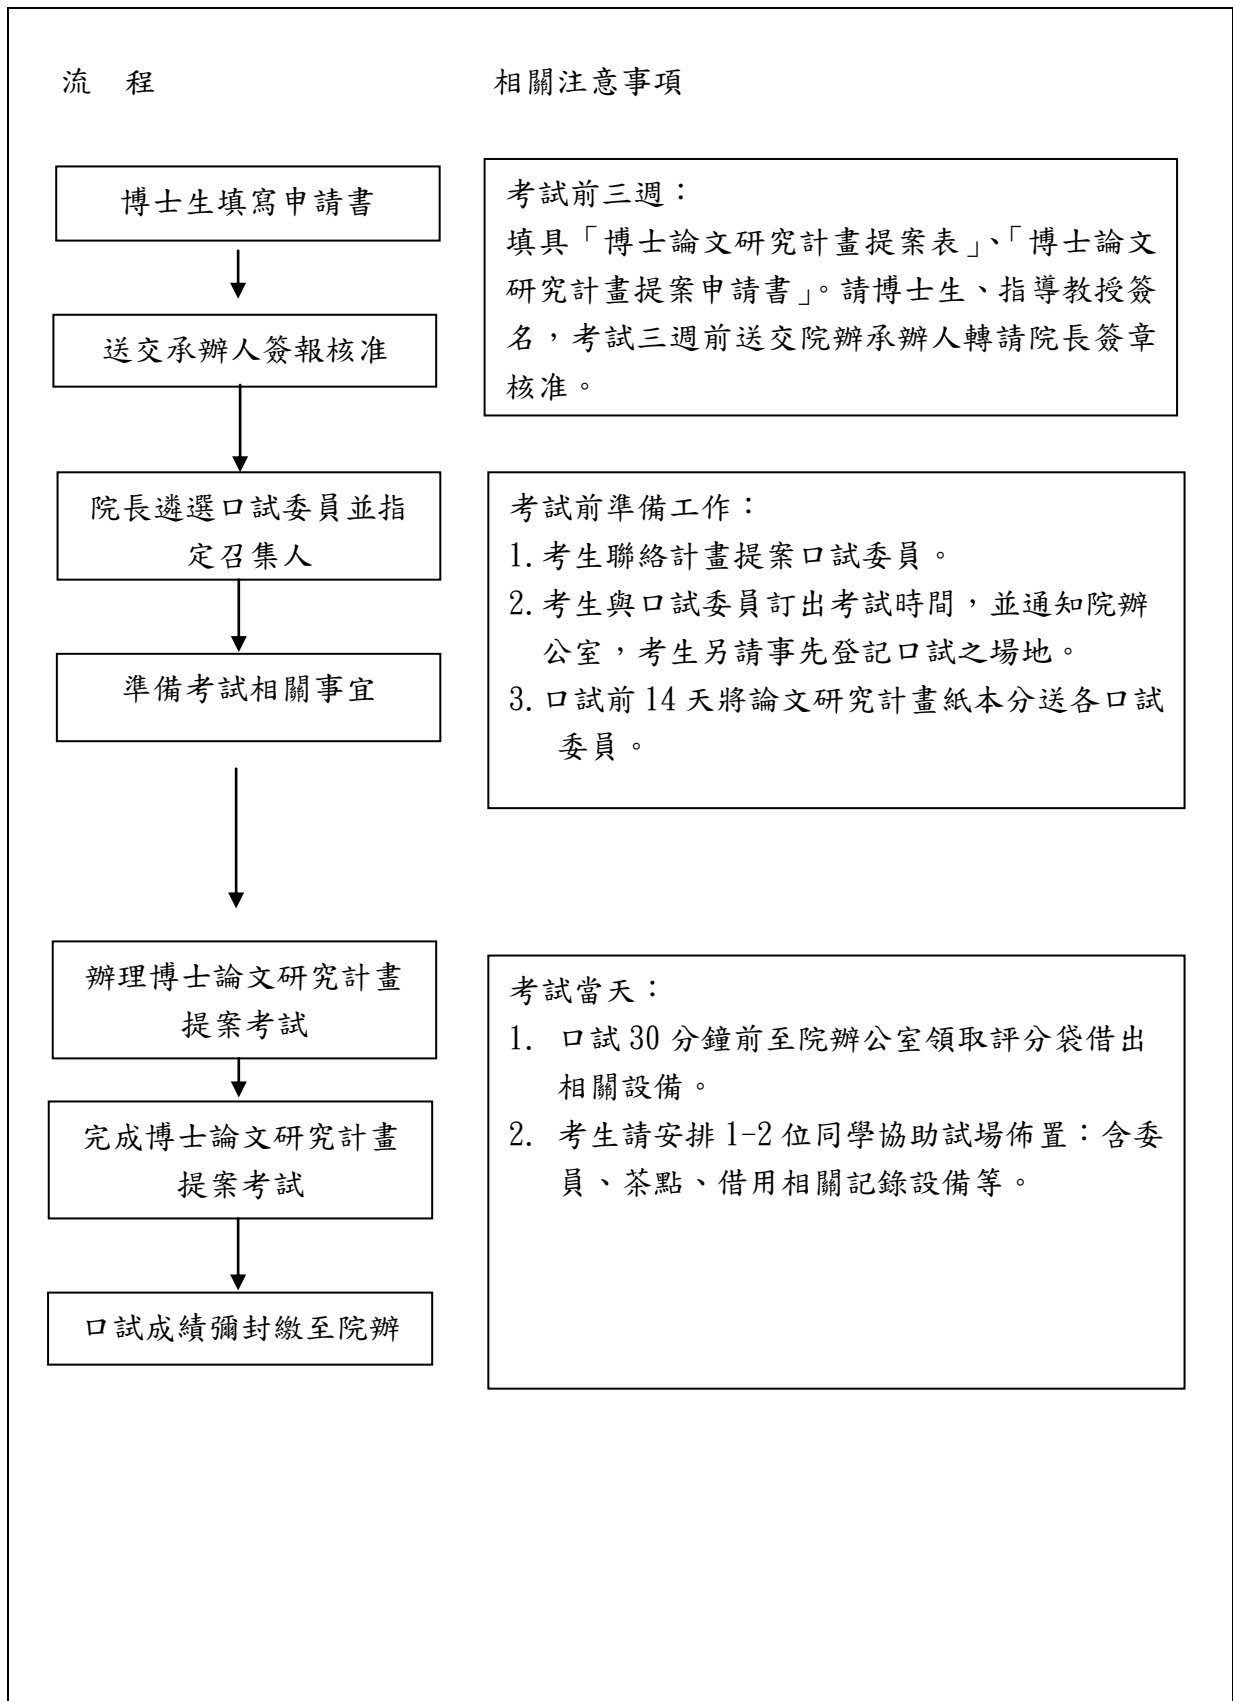 流　程
相關注意事項
博士生填寫申請書
送交承辦人簽報核准
考試前三週：
填具「博士論文研究計畫提案表」、「博士論文
研究計畫提案申請書」。請博士生、指導教授簽
名，考試三週前送交院辦承辦人轉請院長簽章
核准。
院長遴選口試委員並指
定召集人
準備考試相關事宜
考試前準備工作：
1.考生聯絡計畫提案口試委員。
2.考生與口試委員訂出考試時間，並通知院辦
公室，考生另請事先登記口試之場地。
3.口試前 14 天將論文研究計畫紙本分送各口試
委員。
辦理博士論文研究計畫
提案考試
完成博士論文研究計畫
提案考試
口試成績彌封繳至院辦
考試當天：
1. 口試 30 分鐘前至院辦公室領取評分袋借出
相關設備。
2. 考生請安排 1-2 位同學協助試場佈置：含委
員、茶點、借用相關記錄設備等。